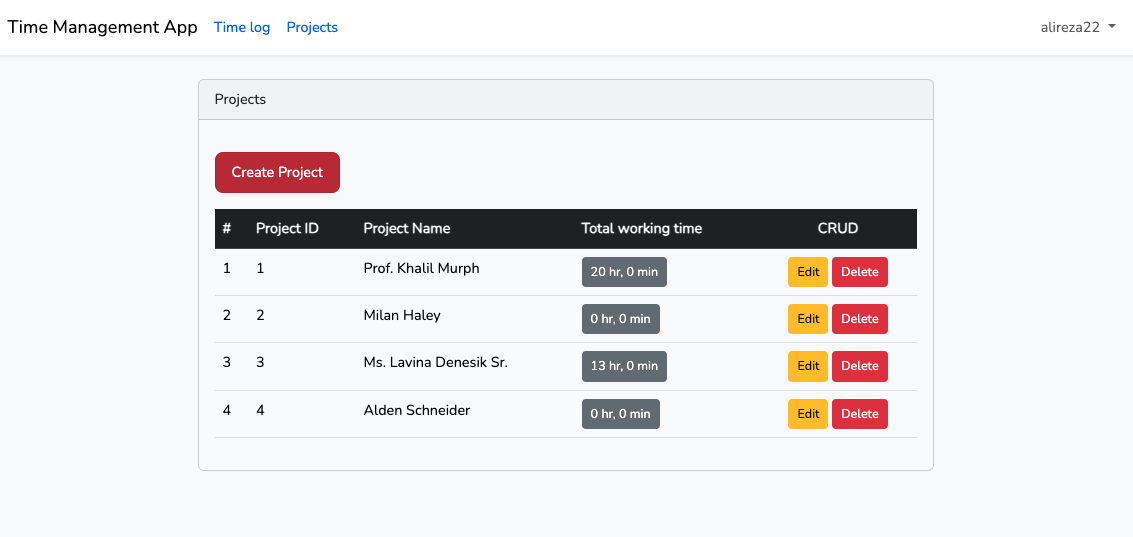 Time Management App Time log Projects alireza22
Projects
Create Project
# Project ID Project Name Total working time CRUD
1 1 Prof. Khalil Murph 20 hr, 0 min Edit Delete
2 2 Milan Haley 0 hr, 0 min Edit Delete
3 3 Ms. Lavina Denesik Sr. 13 hr, 0 min Edit Delete
4 4 Alden Schneider 0 hr, 0 min Edit Delete